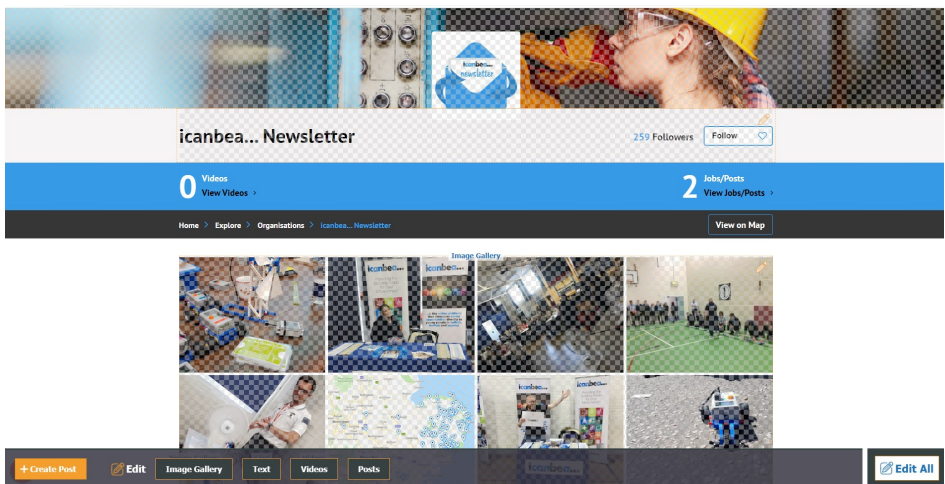 icanbea...
newsletter
icanbea... Newsletter
259 Followers
Follow
0
Videos
View Videos >
2
Jobs/Posts
View Jobs/Posts >
Home > Explore > Organisations > icanbea... Newsletter
View on Map
Image Gallery
icanbea...
icanbea...
icanbea...
icanbea...
icanbea...
+ Create Post
Edit
Image Gallery
Text
Videos
Posts
Edit All